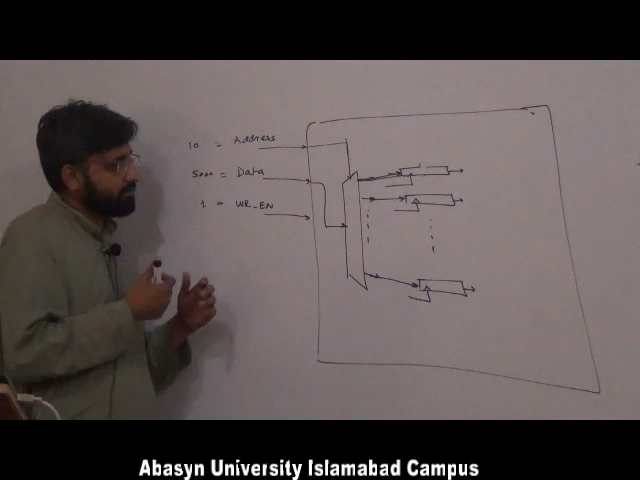 10 = Address
5000 = Data
1 = WR_EN
Abasyn University Islamabad Campus